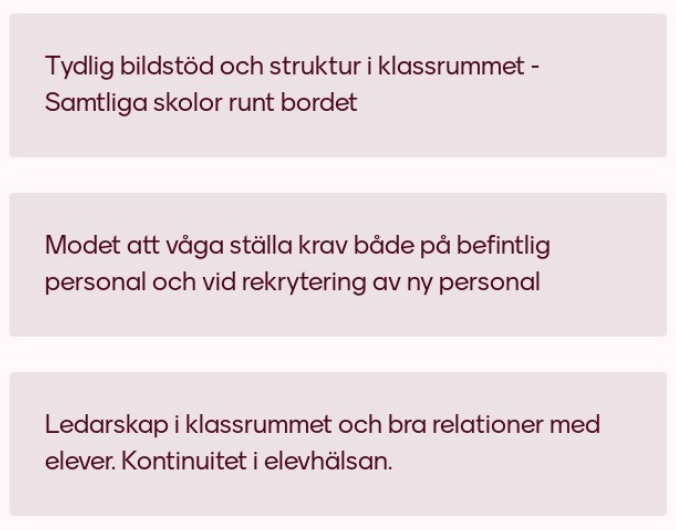 Tydlig bildstöd och struktur i klassrummet -
Samtliga skolor runt bordet
Modet att våga ställa krav både på befintlig
personal och vid rekrytering av ny personal
Ledarskap i klassrummet och bra relationer med
elever. Kontinuitet i elevhälsan.